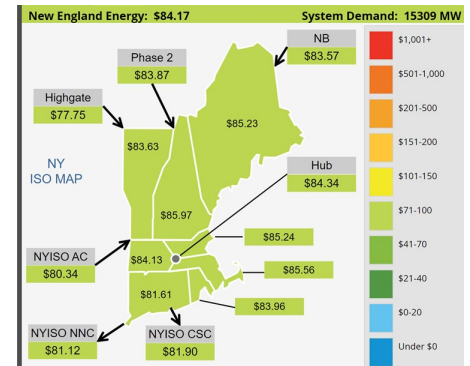 New England Energy: $84.17
System Demand: 15309 MW
NB
$83.57
Phase 2
$83.87
Highgate
$77.75
$85.23
$83.63
Hub
$84.34
NY
ISO MAP
$85.97
$85.24
NYISO AC
$80.34
$84.13
$85.56
$81.61
$83.96
NYISO NNC
$81.12
NYISO CSC
$81.90
$1,001+
$501-1,000
$201-500
$151-200
$101-150
$71-100
$41-70
$21-40
$0-20
Under $0